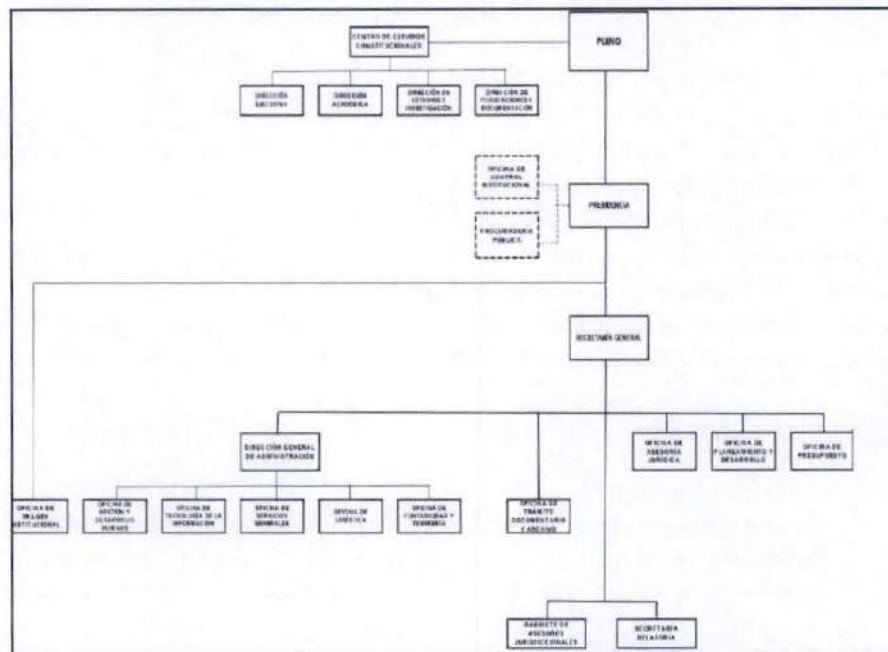 CENTRO DE ESTUDIOS
CONSTITUCIONALES
PLENO
DIRECCIÓN
EJECUTIVA
DIRECCIÓN
ACADÉMICA
DIRECCIÓN DE
ESTUDIOS E
INVESTIGACIÓN
DIRECCIÓN DE
PUBLICACIONES Y
DOCUMENTACIÓN
OFICINA DE
CONTROL
INSTITUCIONAL
PRESIDENCIA
PROCURADURÍA
PÚBLICA
SECRETARÍA GENERAL
DIRECCIÓN GENERAL
DE ADMINISTRACIÓN
OFICINA DE
ASESORÍA
JURÍDICA
OFICINA DE
PLANEAMIENTO Y
DESARROLLO
OFICINA DE
PRESUPUESTO
OFICINA DE
IMAGEN
INSTITUCIONAL
OFICINA DE
GESTIÓN Y
DESARROLLO
HUMANO
OFICINA DE
TECNOLOGÍA DE LA
INFORMACIÓN
OFICINA DE
SERVICIOS
GENERALES
OFICINA DE
LOGÍSTICA
OFICINA DE
CONTABILIDAD Y
TESORERÍA
OFICINA DE
TRÁMITE
DOCUMENTARIO
Y ARCHIVO
GABINETE DE
ASESORES
JURISDICCIONALES
SECRETARÍA
RELATORÍA